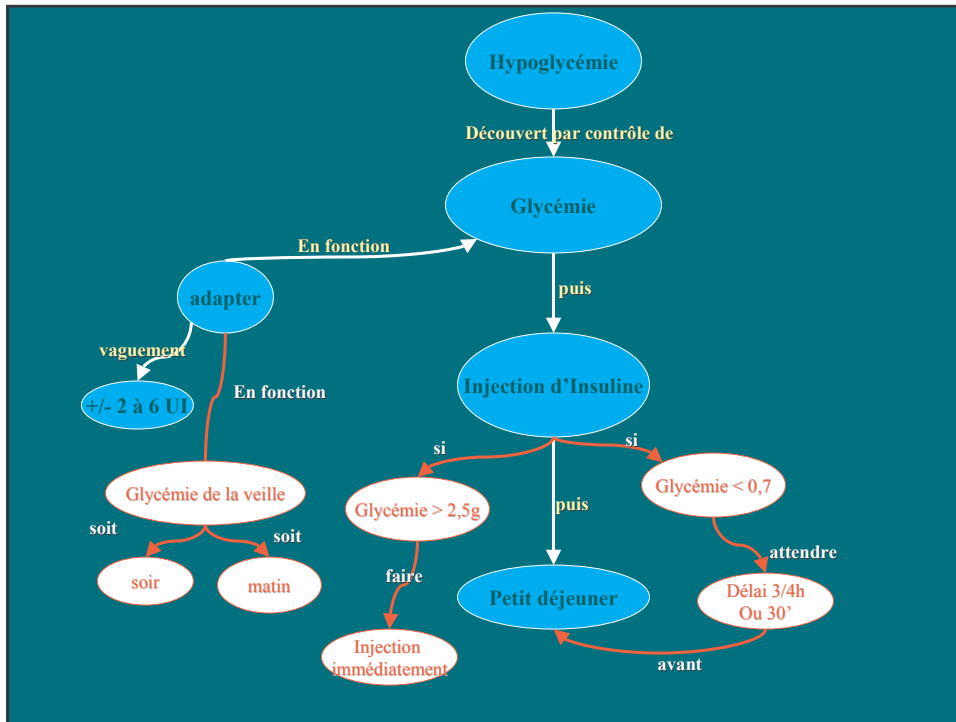 Hypoglycémie
Découvert par contrôle de
Glycémie
En fonction
puis
adapter
vaguement
+/- 2 à 6 UI
En fonction
Injection d'Insuline
si
si
Glycémie de la veille
Glycémie > 2,5g
Glycémie < 0,7
puis
soit
soit
attendre
soir
matin
faire
Petit déjeuner
Délai 3/4h
Ou 30'
Injection
immédiatement
avant